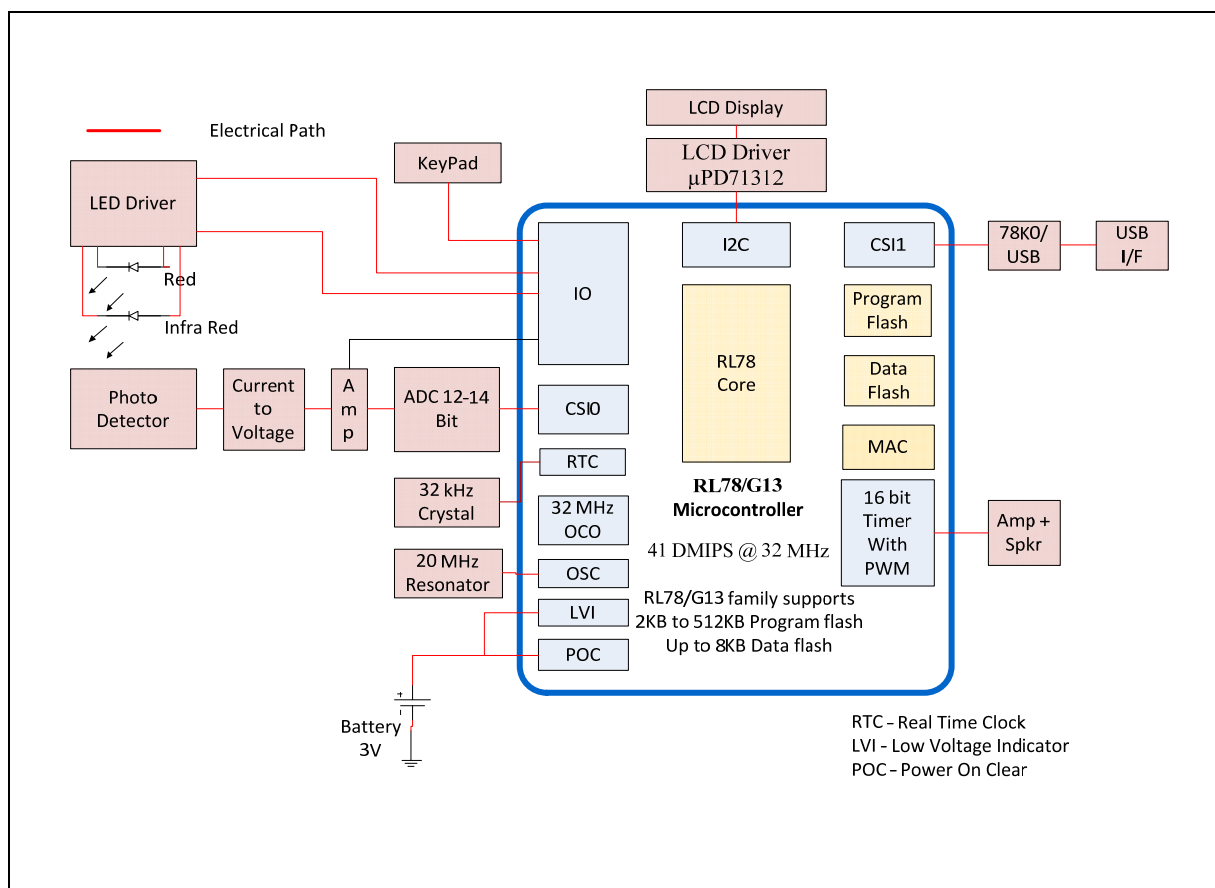 Electrical Path
LED Driver
Red
Infra Red
Photo
Detector
Current
to
Voltage
A
m
p
ADC 12-14
Bit
KeyPad
LCD Display
LCD Driver
µPD71312
IO
CSI0
RTC
32 MHz
OCO
OSC
LVI
POC
32 kHz
Crystal
20 MHz
Resonator
Battery
3V
+
-
I2C
RL78
Core
RL78/G13
Microcontroller
41 DMIPS @ 32 MHz
RL78/G13 family supports
2KB to 512KB Program flash
Up to 8KB Data flash
CSI1
Program
Flash
Data
Flash
MAC
16 bit
Timer
With
PWM
78K0/
USB
USB
I/F
Amp +
Spkr
RTC – Real Time Clock
LVI - Low Voltage Indicator
POC – Power On Clear